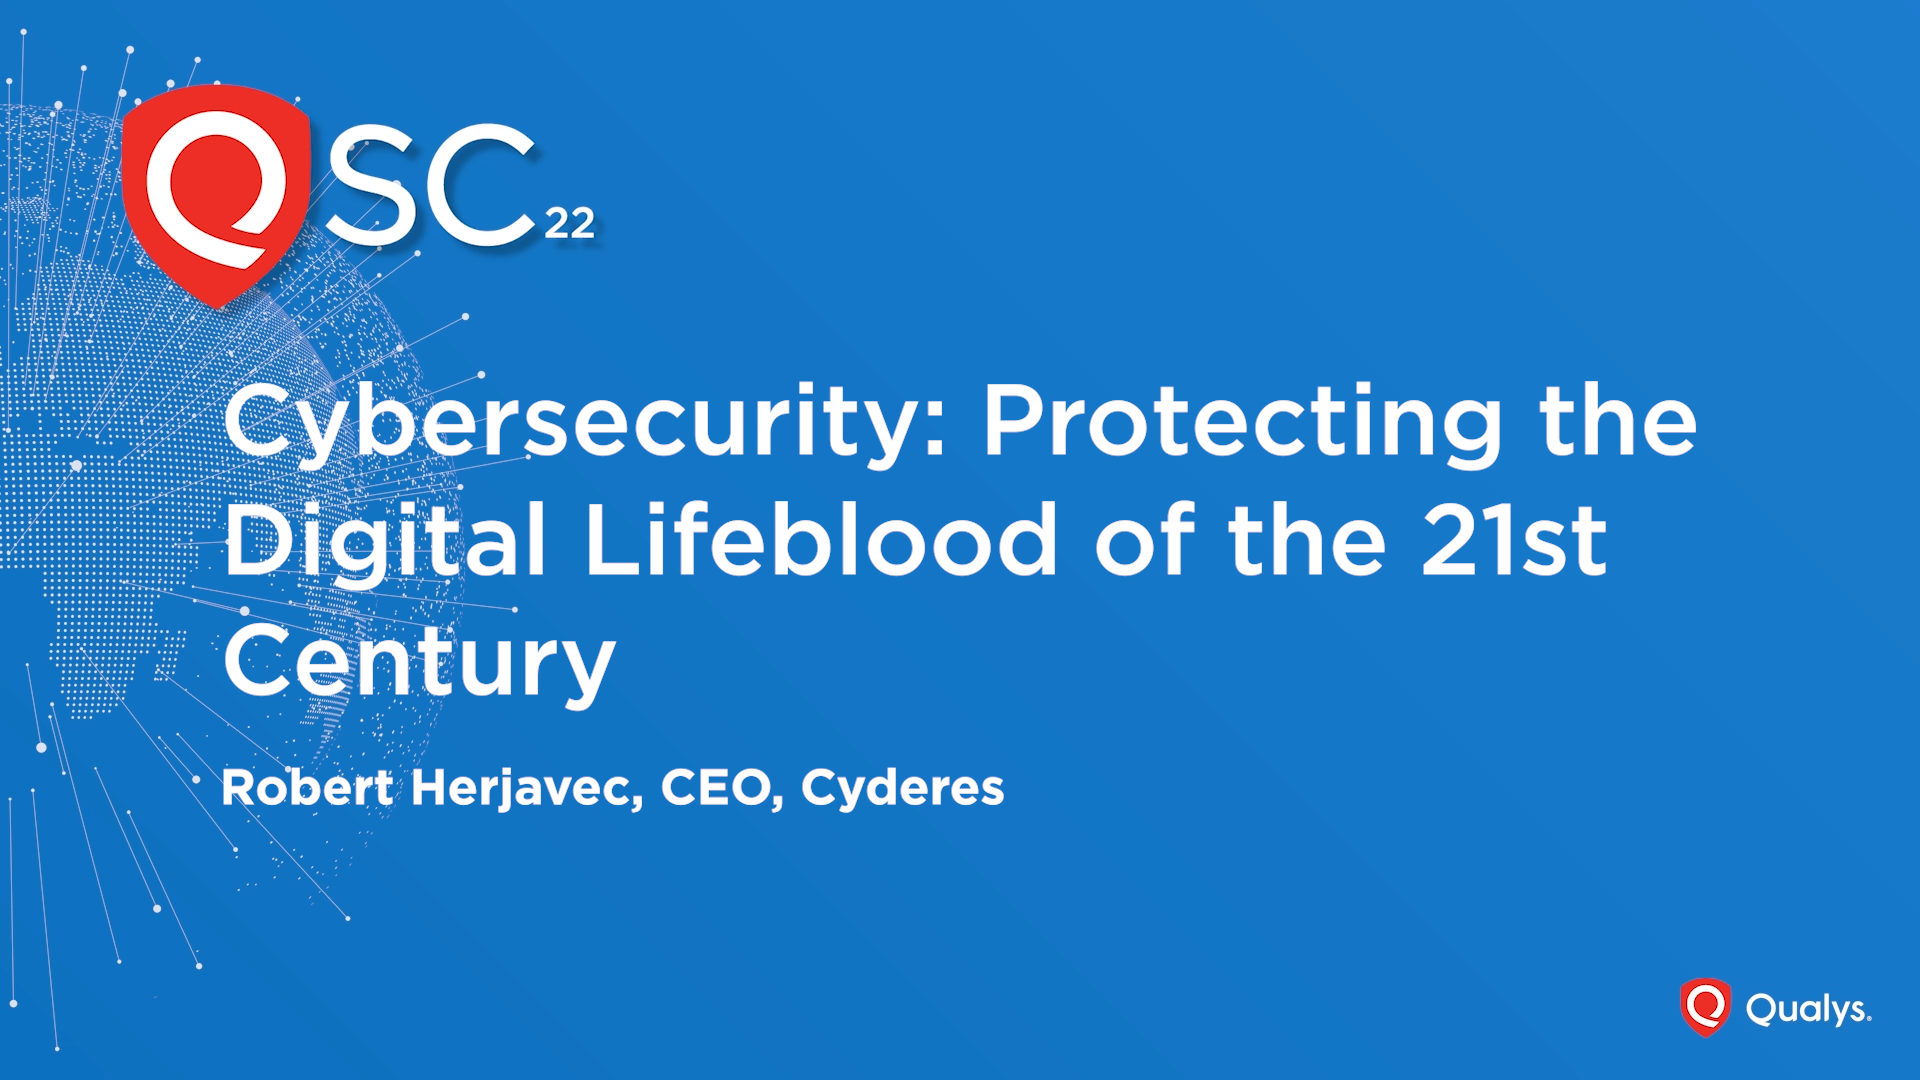 QSC22
Cybersecurity: Protecting the
Digital Lifeblood of the 21st
Century
Robert Herjavec, CEO, Cyderes
Qualys.